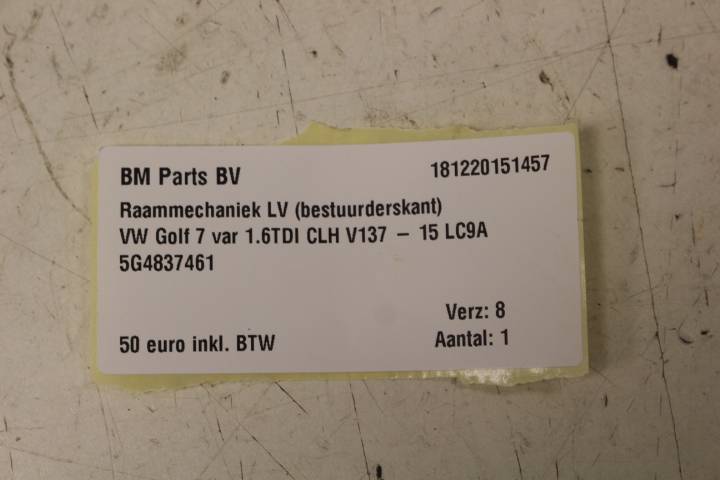 BM Parts BV 181220151457
Raammechaniek LV (bestuurderskant)
VW Golf 7 var 1.6TDI CLH V137 – 15 LC9A
5G4837461
Verz: 8
50 euro inkl. BTW Aantal: 1